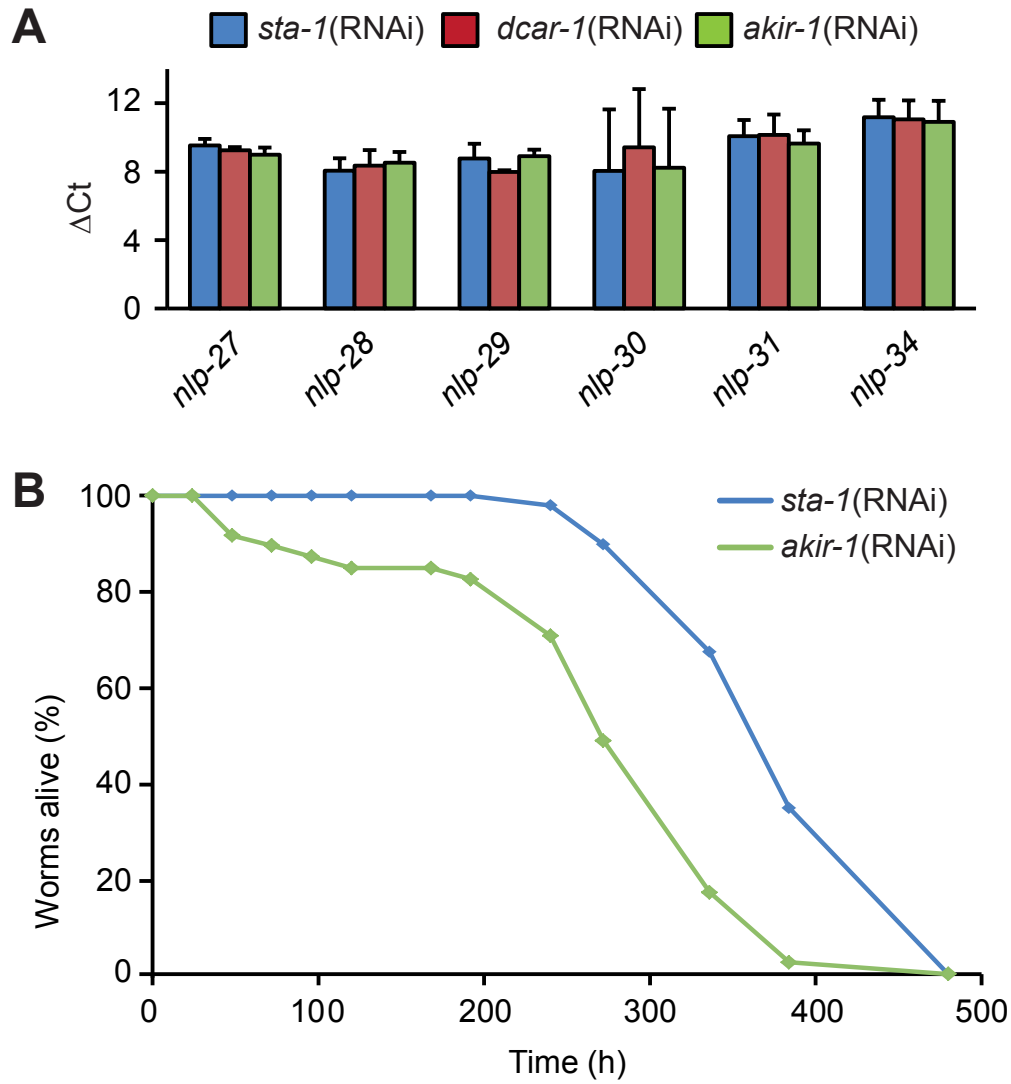 A
sta-1(RNAi) dcar-1(RNAi) akir-1(RNAi)
12
8
4
0
ΔCt
nlp-27 nlp-28 nlp-29 nlp-30 nlp-31 nlp-34
B
100
80
60
40
20
0
Worms alive (%)
sta-1(RNAi)
akir-1(RNAi)
0 100 200 300 400 500
Time (h)